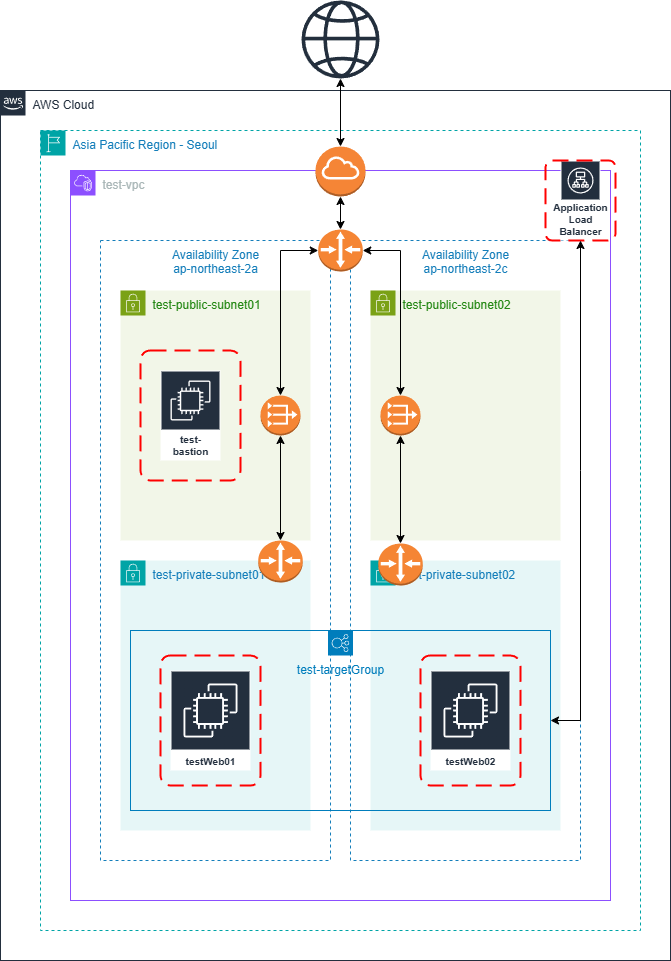 aws
AWS Cloud
Asia Pacific Region - Seoul
test-vpc
Application
Load
Balancer
Availability Zone
ap-northeast-2a
Availability Zone
ap-northeast-2c
test-public-subnet01
test-public-subnet02
test-
bastion
test-private-subnet01
t-private-subnet02
test-targetGroup
testWeb01
testWeb02